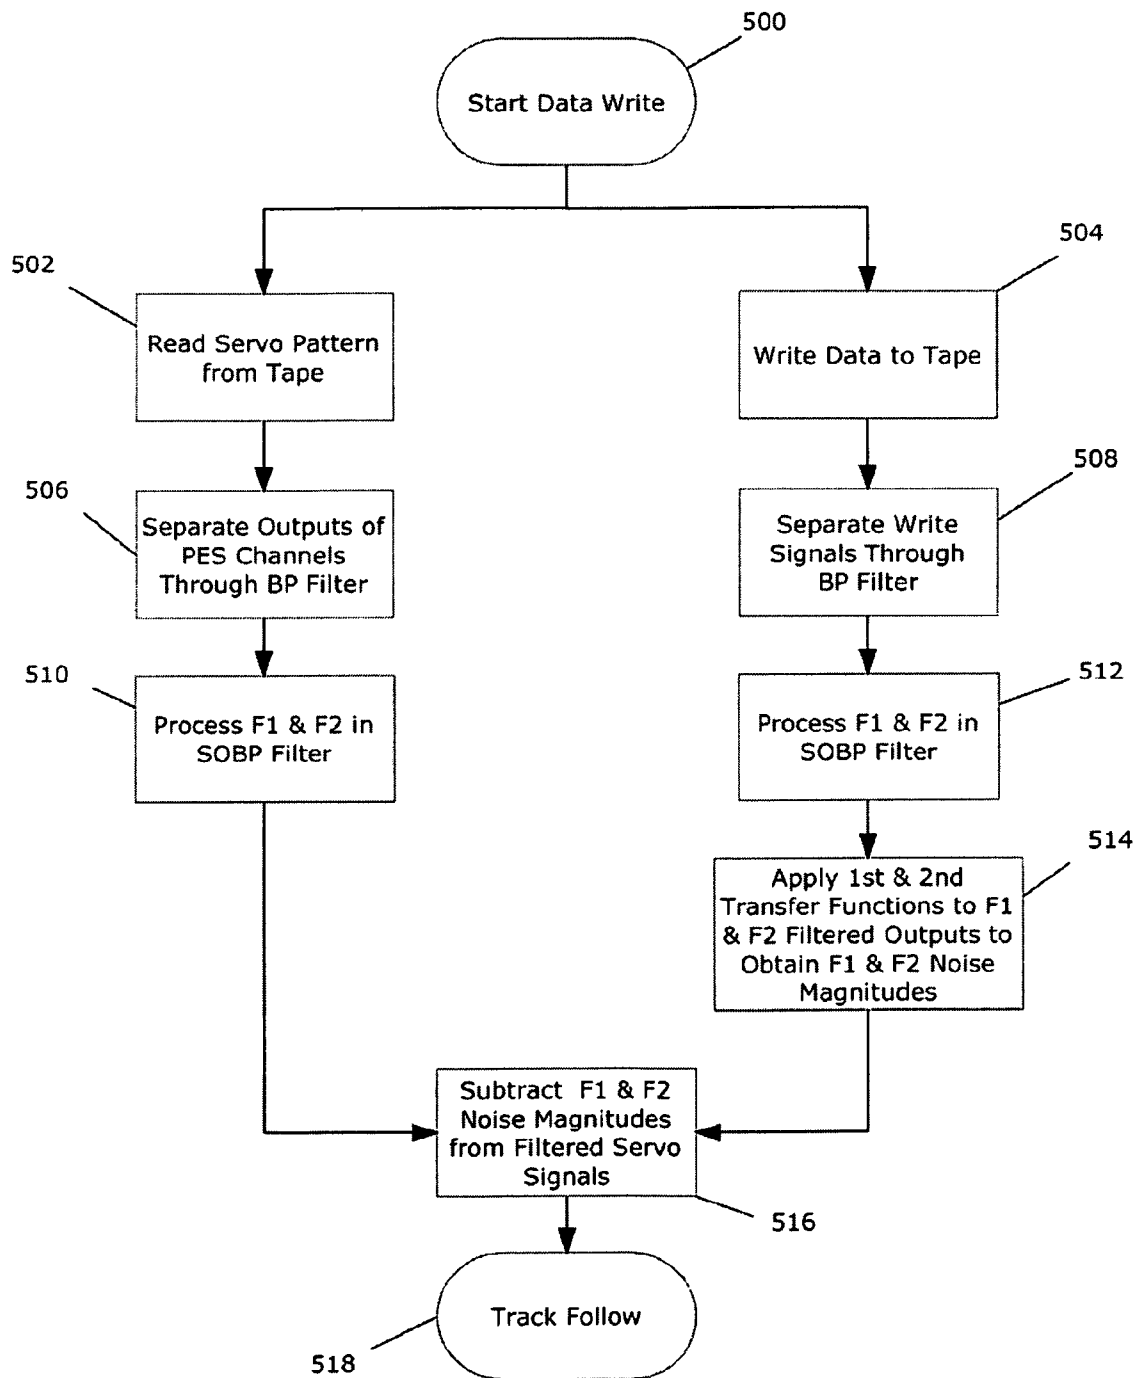 500
Start Data Write
502
504
Read Servo Pattern
from Tape
Write Data to Tape
506
508
Separate Outputs of
PES Channels
Through BP Filter
Separate Write
Signals Through
BP Filter
510
512
Process F1 & F2 in
SOBP Filter
Process F1 & F2 in
SOBP Filter
514
Apply 1st & 2nd
Transfer Functions to F1
& F2 Filtered Outputs to
Obtain F1 & F2 Noise
Magnitudes
Subtract F1 & F2
Noise Magnitudes
from Filtered Servo
Signals
516
Track Follow
518